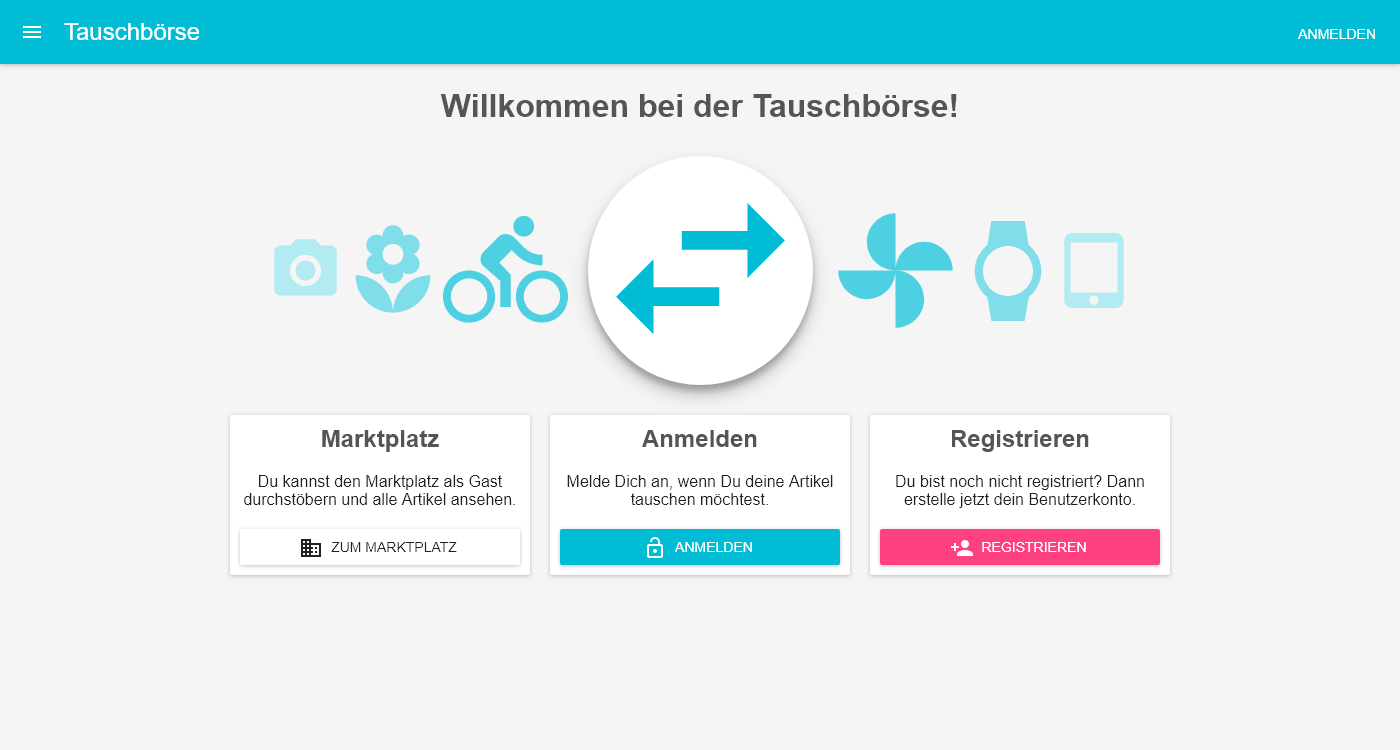 Tauschbörse
ANMELDEN
Willkommen bei der Tauschbörse!
Marktplatz
Du kannst den Marktplatz als Gast
durchstöbern und alle Artikel ansehen.
ZUM MARKTPLATZ
Anmelden
Melde Dich an, wenn Du deine Artikel
tauschen möchtest.
ANMELDEN
Registrieren
Du bist noch nicht registriert? Dann
erstelle jetzt dein Benutzerkonto.
REGISTRIEREN